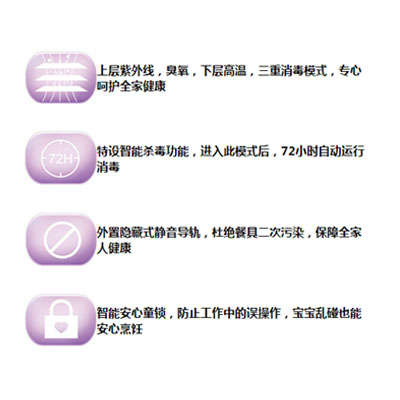 上层紫外线，臭氧，下层高温，三重消毒模式，专心
呵护全家健康
72H
特设智能杀毒功能，进入此模式后，72小时自动运行
消毒
外置隐藏式静音导轨，杜绝餐具二次污染，保障全家
人健康
智能安心童锁，防止工作中的误操作，宝宝乱碰也能
安心烹饪